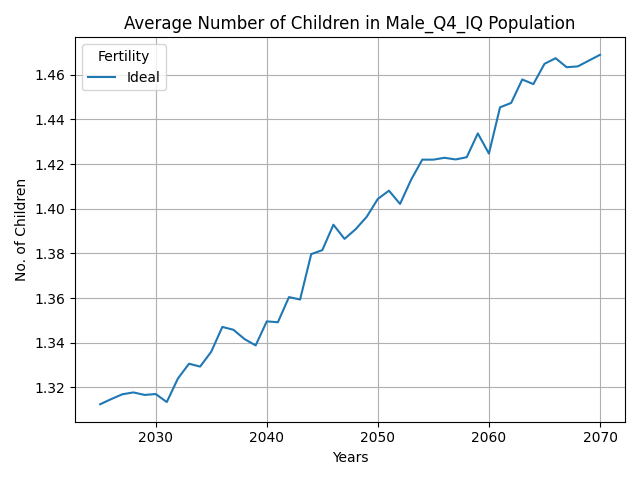 Average Number of Children in Male_Q4_IQ Population
Fertility
Ideal
1.46
1.44
1.42
1.40
1.38
1.36
1.34
1.32
No. of Children
2030 2040 2050 2060 2070
Years